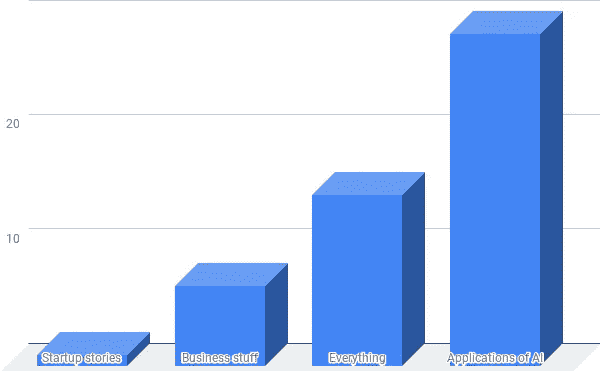 20
10
Startup stories
Business stuff
Everything
Applications of AI